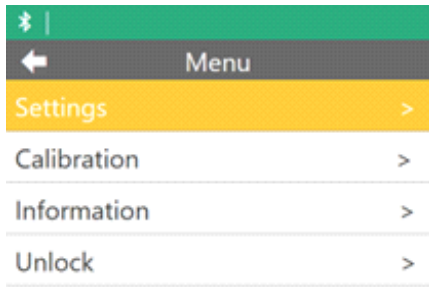 Menu
Settings >
Calibration >
Information >
Unlock >